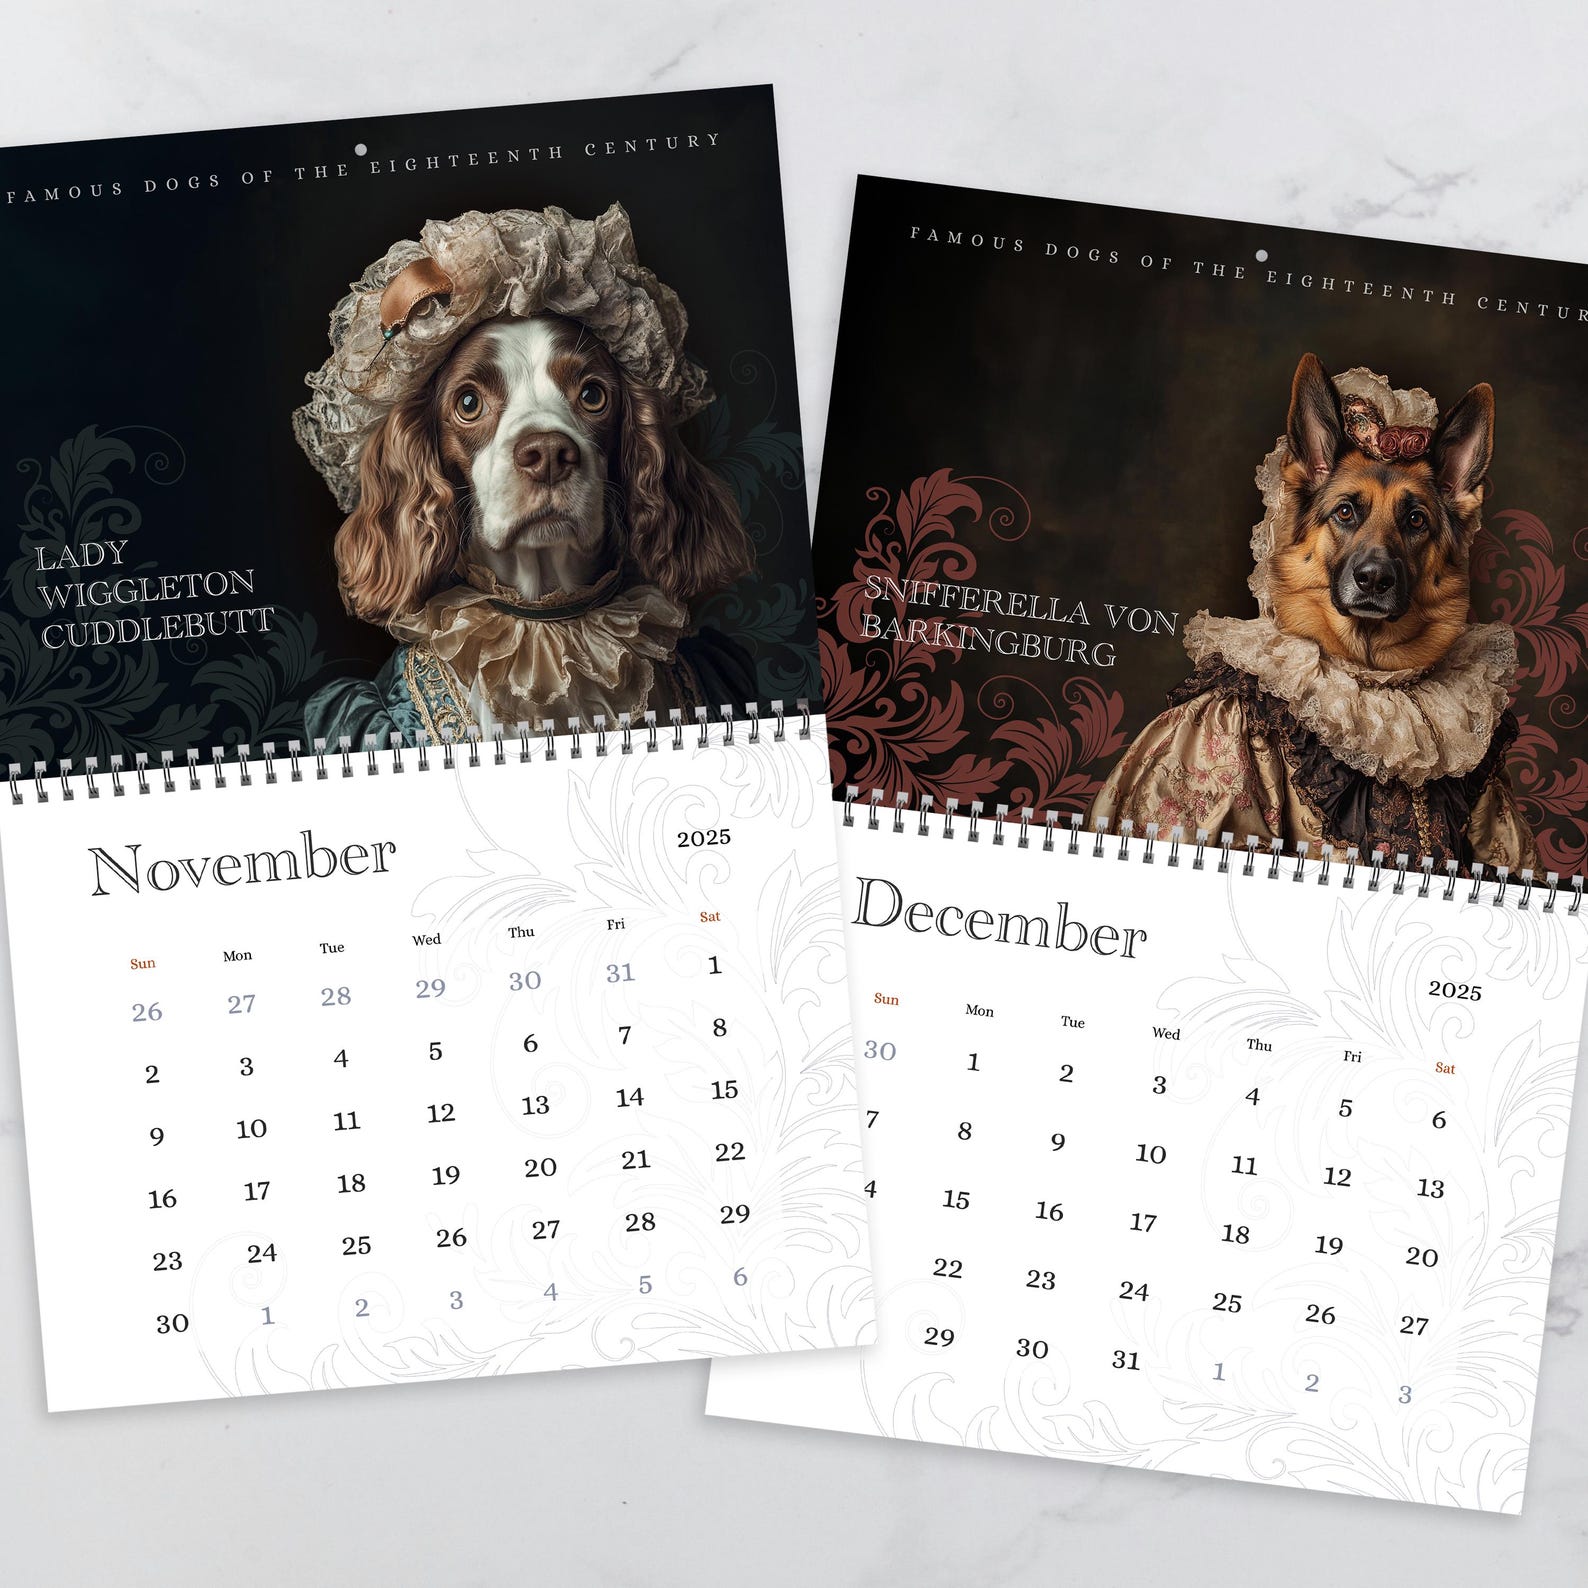 FAMOUS DOGS OF THE EIGHTEENTH CENTURY
LADY
WIGGLETON
CUDDLEBUTT
November
2025
Sun Mon Tue Wed Thu Fri Sat
26 27 28 29 30 31 1
2 3 4 5 6 7 8
9 10 11 12 13 14 15
16 17 18 19 20 21 22
23 24 25 26 27 28 29
30 1 2 3 4 5 6
FAMOUS DOGS OF THE EIGHTEENTH CENTUR
SNIFFERELLA VON
BARKINGBURG
December
2025
Sun Mon Tue Wed Thu Fri Sat
30 1 2 3 4 5 6
7 8 9 10 11 12 13
4 15 16 17 18 19 20
22 23 24 25 26 27
29 30 31 1 2 3